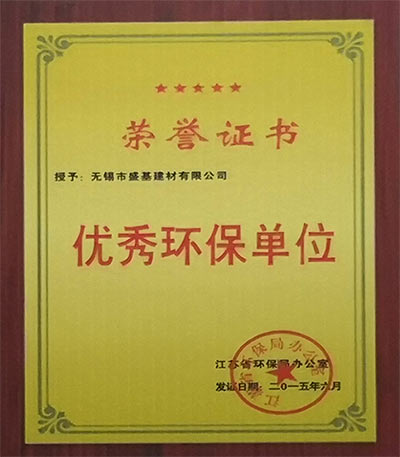 荣誉证书
授予：无锡市盛基建材有限公司
优秀环保单位
江苏省环保局办公室
发证日期：二0一五年六月